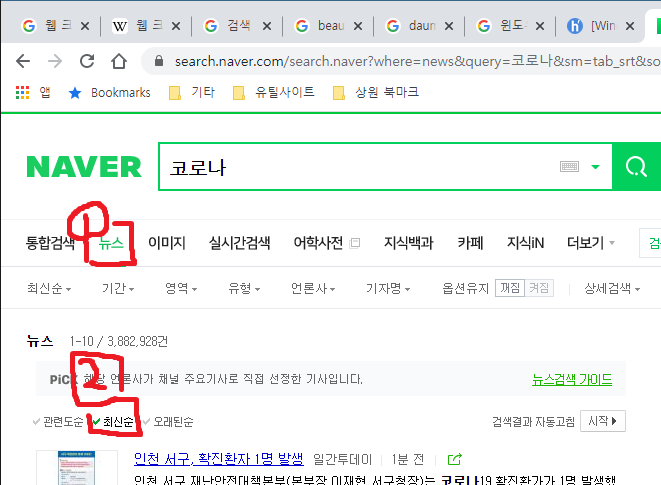 웹 크 웹 크 검색 beau daun 윈도우 [Win
search.naver.com/search.naver?where=news&query=코로나&sm=tab_srt&so
앱 Bookmarks 기타 유틸사이트 상원 북마크
NAVER 코로나
1
통합검색 뉴스 이미지 실시간검색 어학사전 지식백과 카페 지식iN 더보기 검
최신순 기간 영역 유형 언론사 기자명 옵션유지 꺼짐 켜짐 상세검색
뉴스 1-10 / 3,882,928건
2
PiCK 해당 언론사가 채널 주요기사로 직접 선정한 기사입니다. 뉴스검색 가이드
관련도순 최신순 오래된순 검색결과 자동고침 시작
인천 서구, 확진환자 1명 발생 일간투데이 1분 전
인천 서구 재난안전대책본부(본부장 이재현 서구청장)는 코로나19 확진환자가 1명 발생했